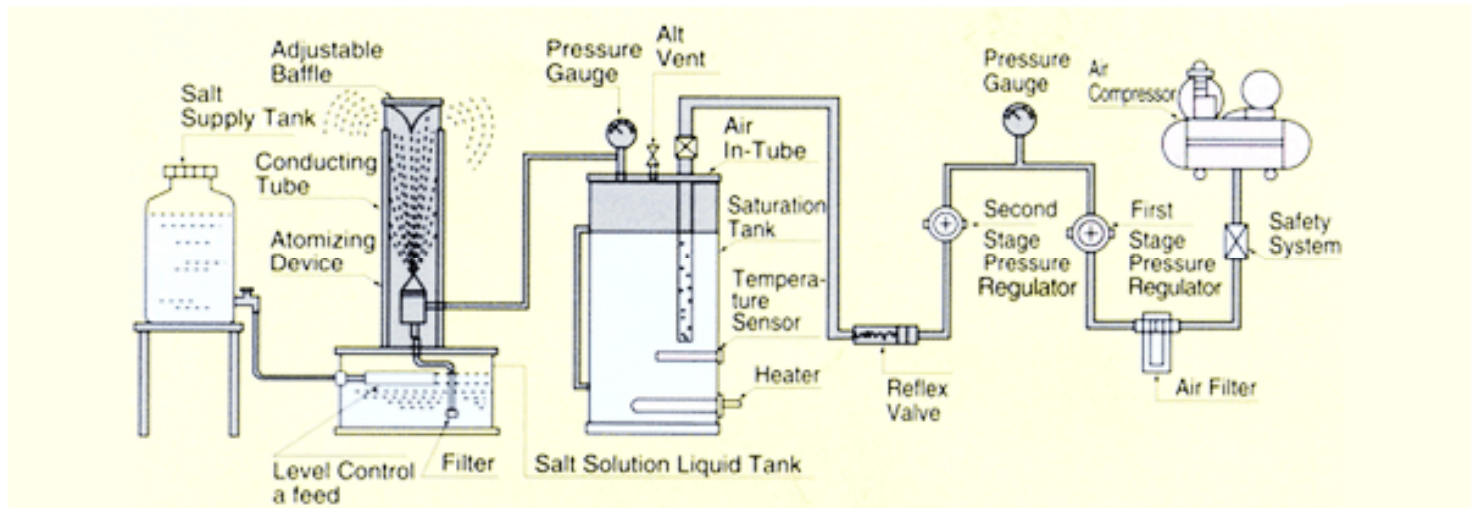 Adjustable
Baffle
Salt
Supply Tank
Conducting
Tube
Atomizing
Device
Level Control
a feed
Filter
Salt Solution Liquid Tank
Pressure
Gauge
Alt
Vent
Air
In-Tube
Saturation
Tank
Tempera-
ture
Sensor
Heater
Reflex
Valve
Second
Stage
Pressure
Regulator
Pressure
Gauge
First
Stage
Pressure
Regulator
Air
Compressor
Safety
System
Air Filter